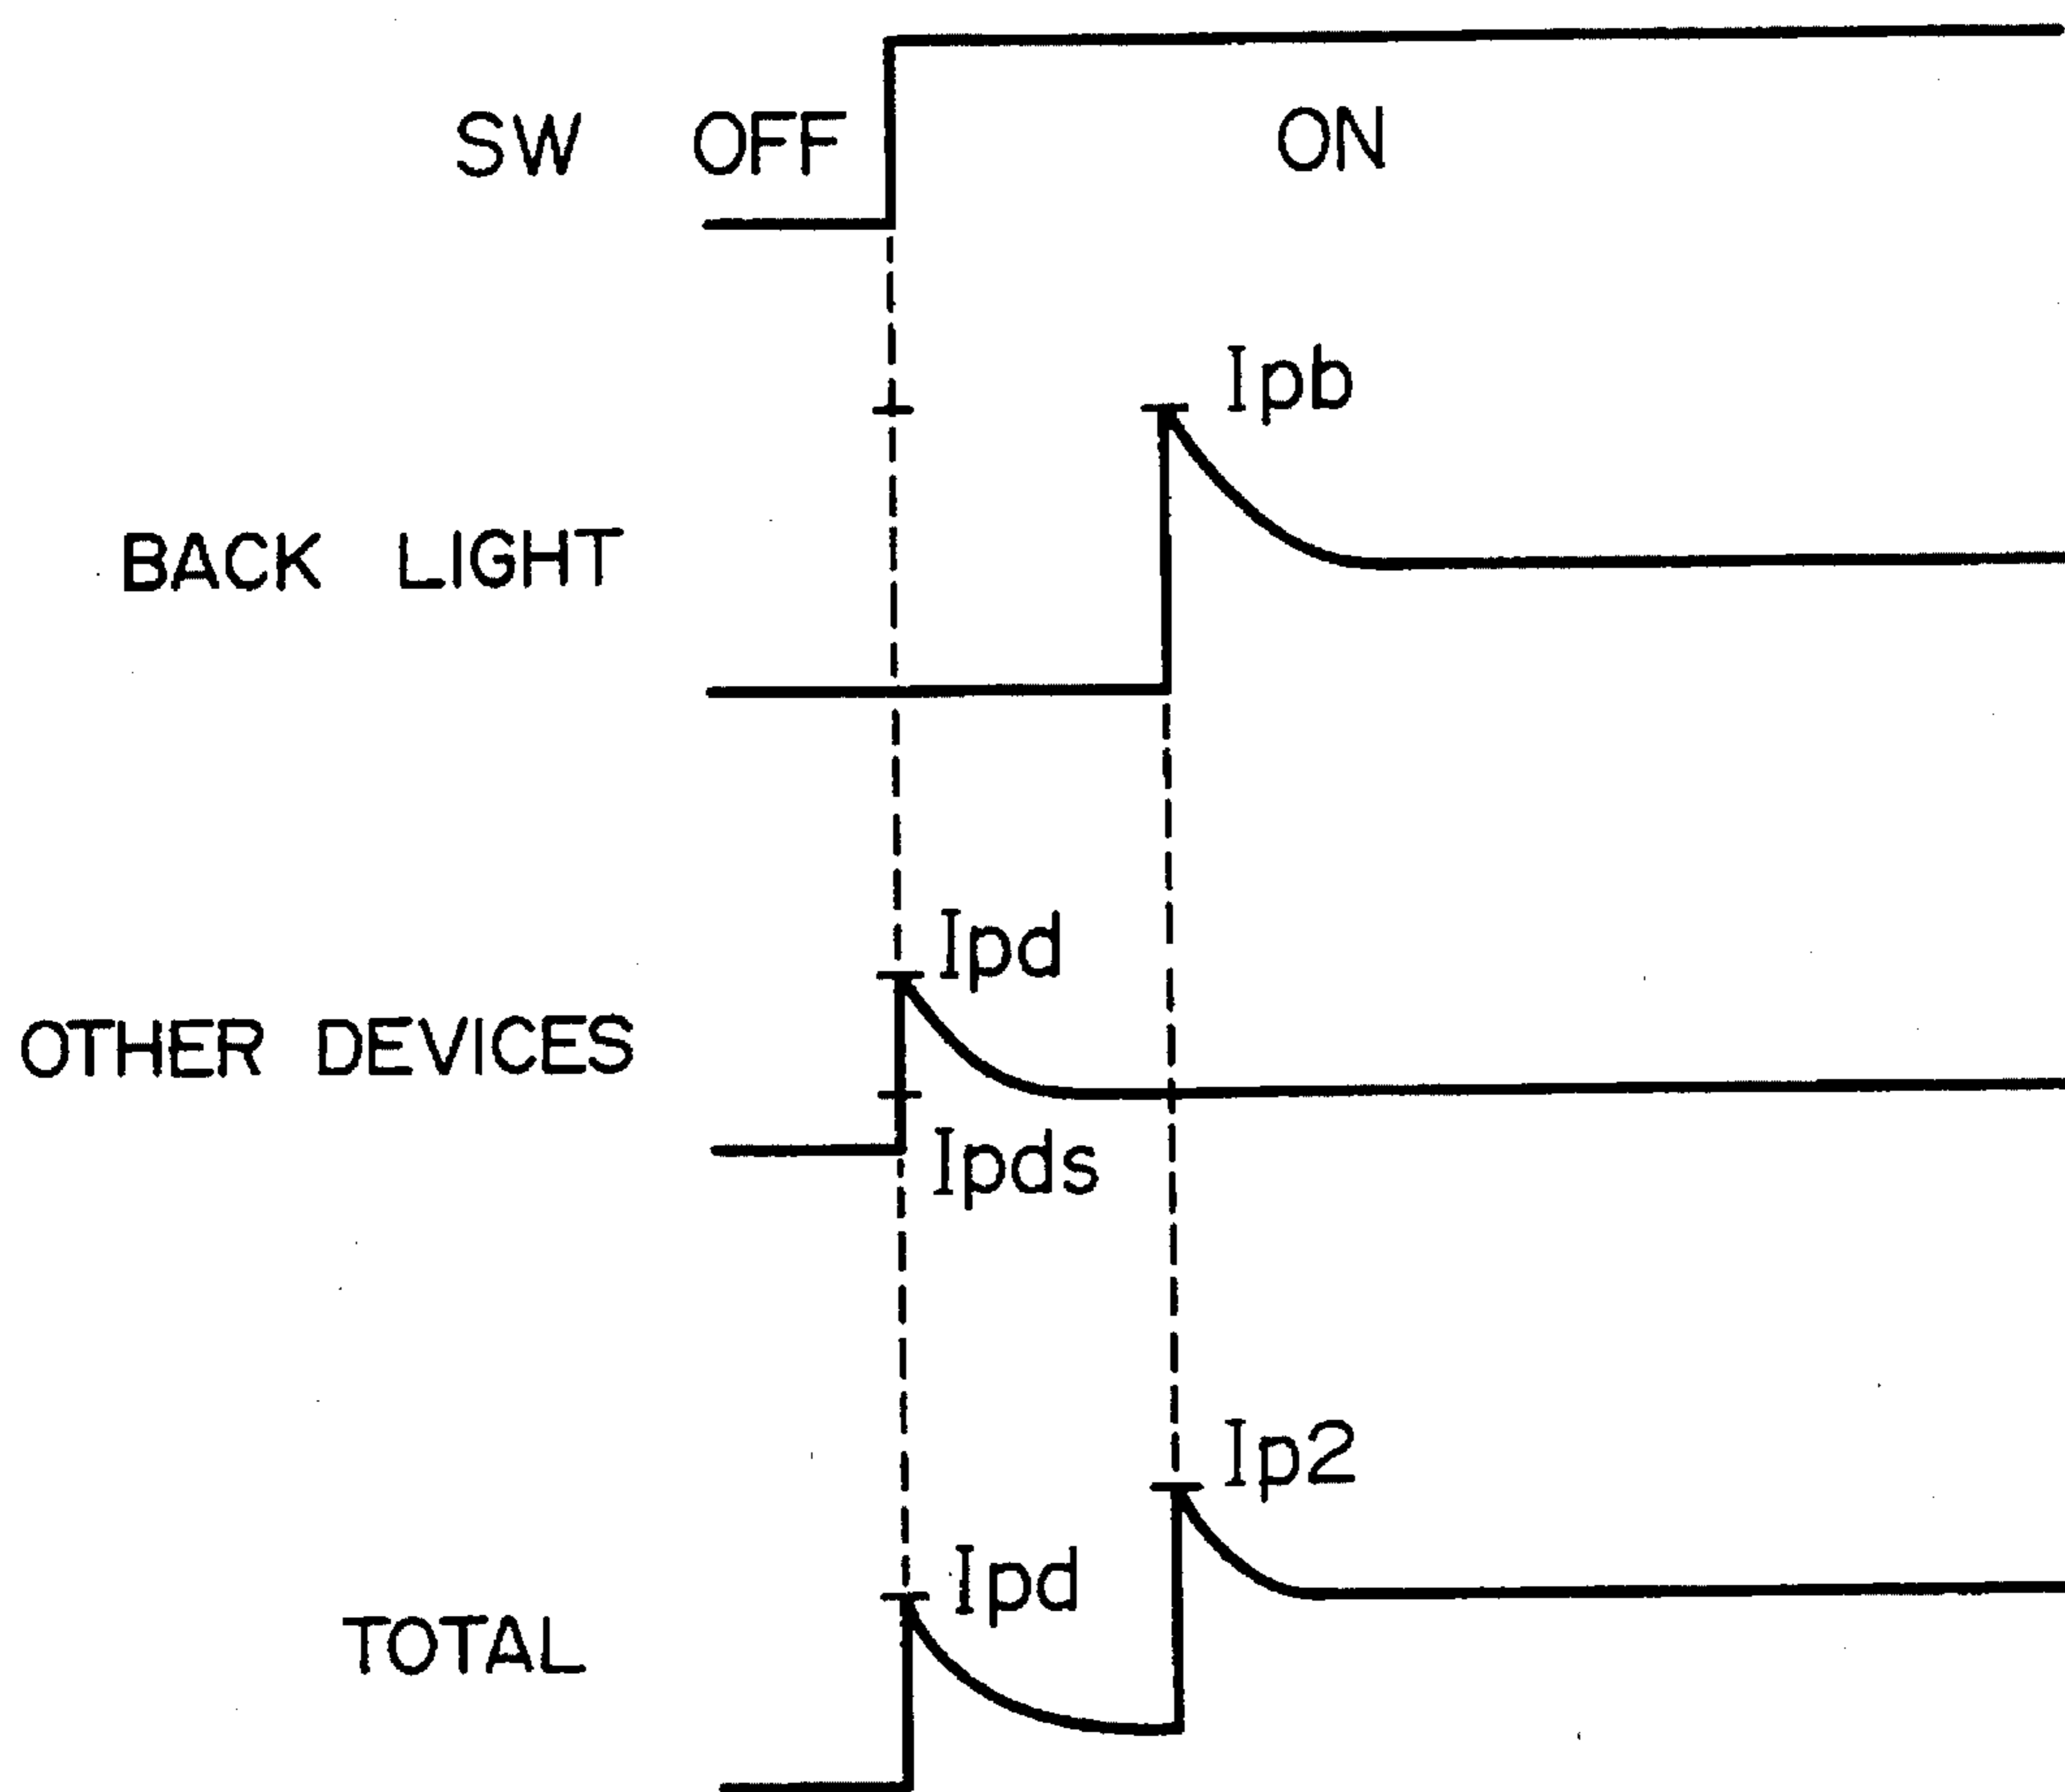 SW OFF ON
Ipb
BACK LIGHT
Ipd
OTHER DEVICES
Ipds
Ip2
Ipd
TOTAL